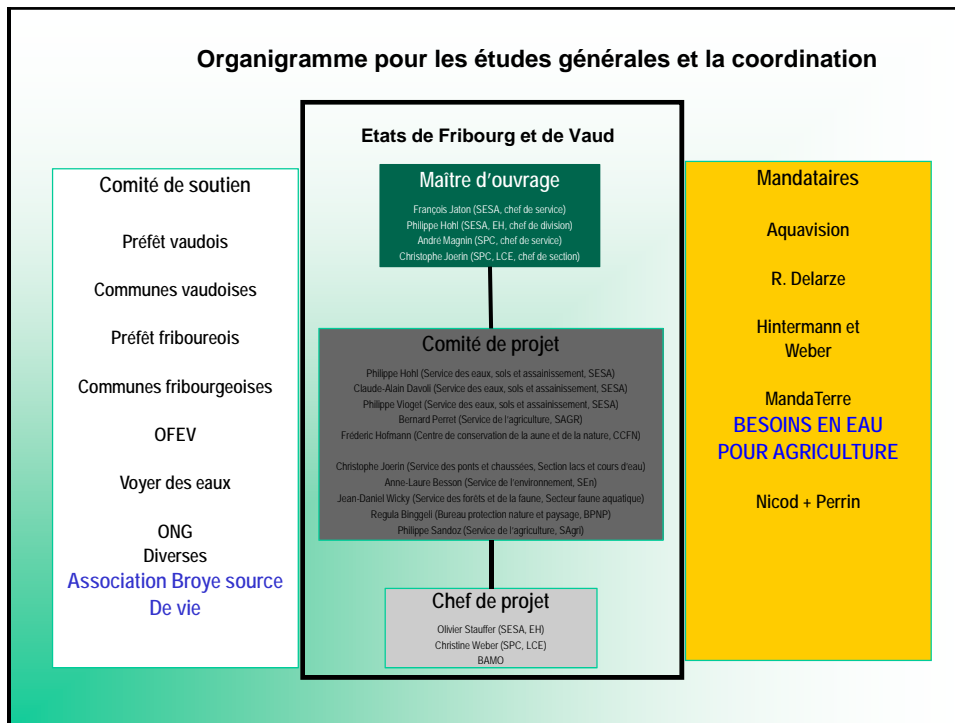 Organigramme pour les études générales et la coordination
Comité de soutien
Préfêt vaudois
Communes vaudoises
Préfêt friboureois
Communes fribourgeoises
OFEV
Voyer des eaux
ONG
Diverses
Association Broye source
De vie
Etats de Fribourg et de Vaud
Maître d'ouvrage
François Jaton (SESA, chef de service)
Philippe Hohl (SESA, EH, chef de division)
André Magnin (SPC, chef de service)
Christophe Joerin (SPC, LCE, chef de section)
Comité de projet
Philippe Hohl (Service des eaux, sols et assainissement, SESA)
Claude-Alain Davoli (Service des eaux, sols et assainissement, SESA)
Philippe Vioget (Service des eaux, sols et assainissement, SESA)
Bernard Perret (Service de l'agriculture, SAGR)
Fréderic Hofmann (Centre de conservation de la aune et de la nature, CCFN)
Christophe Joerin (Service des ponts et chaussées, Section lacs et cours d'eau)
Anne-Laure Besson (Service de l'environnement, SEn)
Jean-Daniel Wicky (Service des forêts et de la faune, Secteur faune aquatique)
Regula Binggeli (Bureau protection nature et paysage, BPNP)
Philippe Sandoz (Service de l'agriculture, SAgri)
Chef de projet
Olivier Stauffer (SESA, EH)
Christine Weber (SPC, LCE)
BAMO
Mandataires
Aquavision
R. Delarze
Hintermann et
Weber
MandaTerre
BESOINS EN EAU
POUR AGRICULTURE
Nicod + Perrin